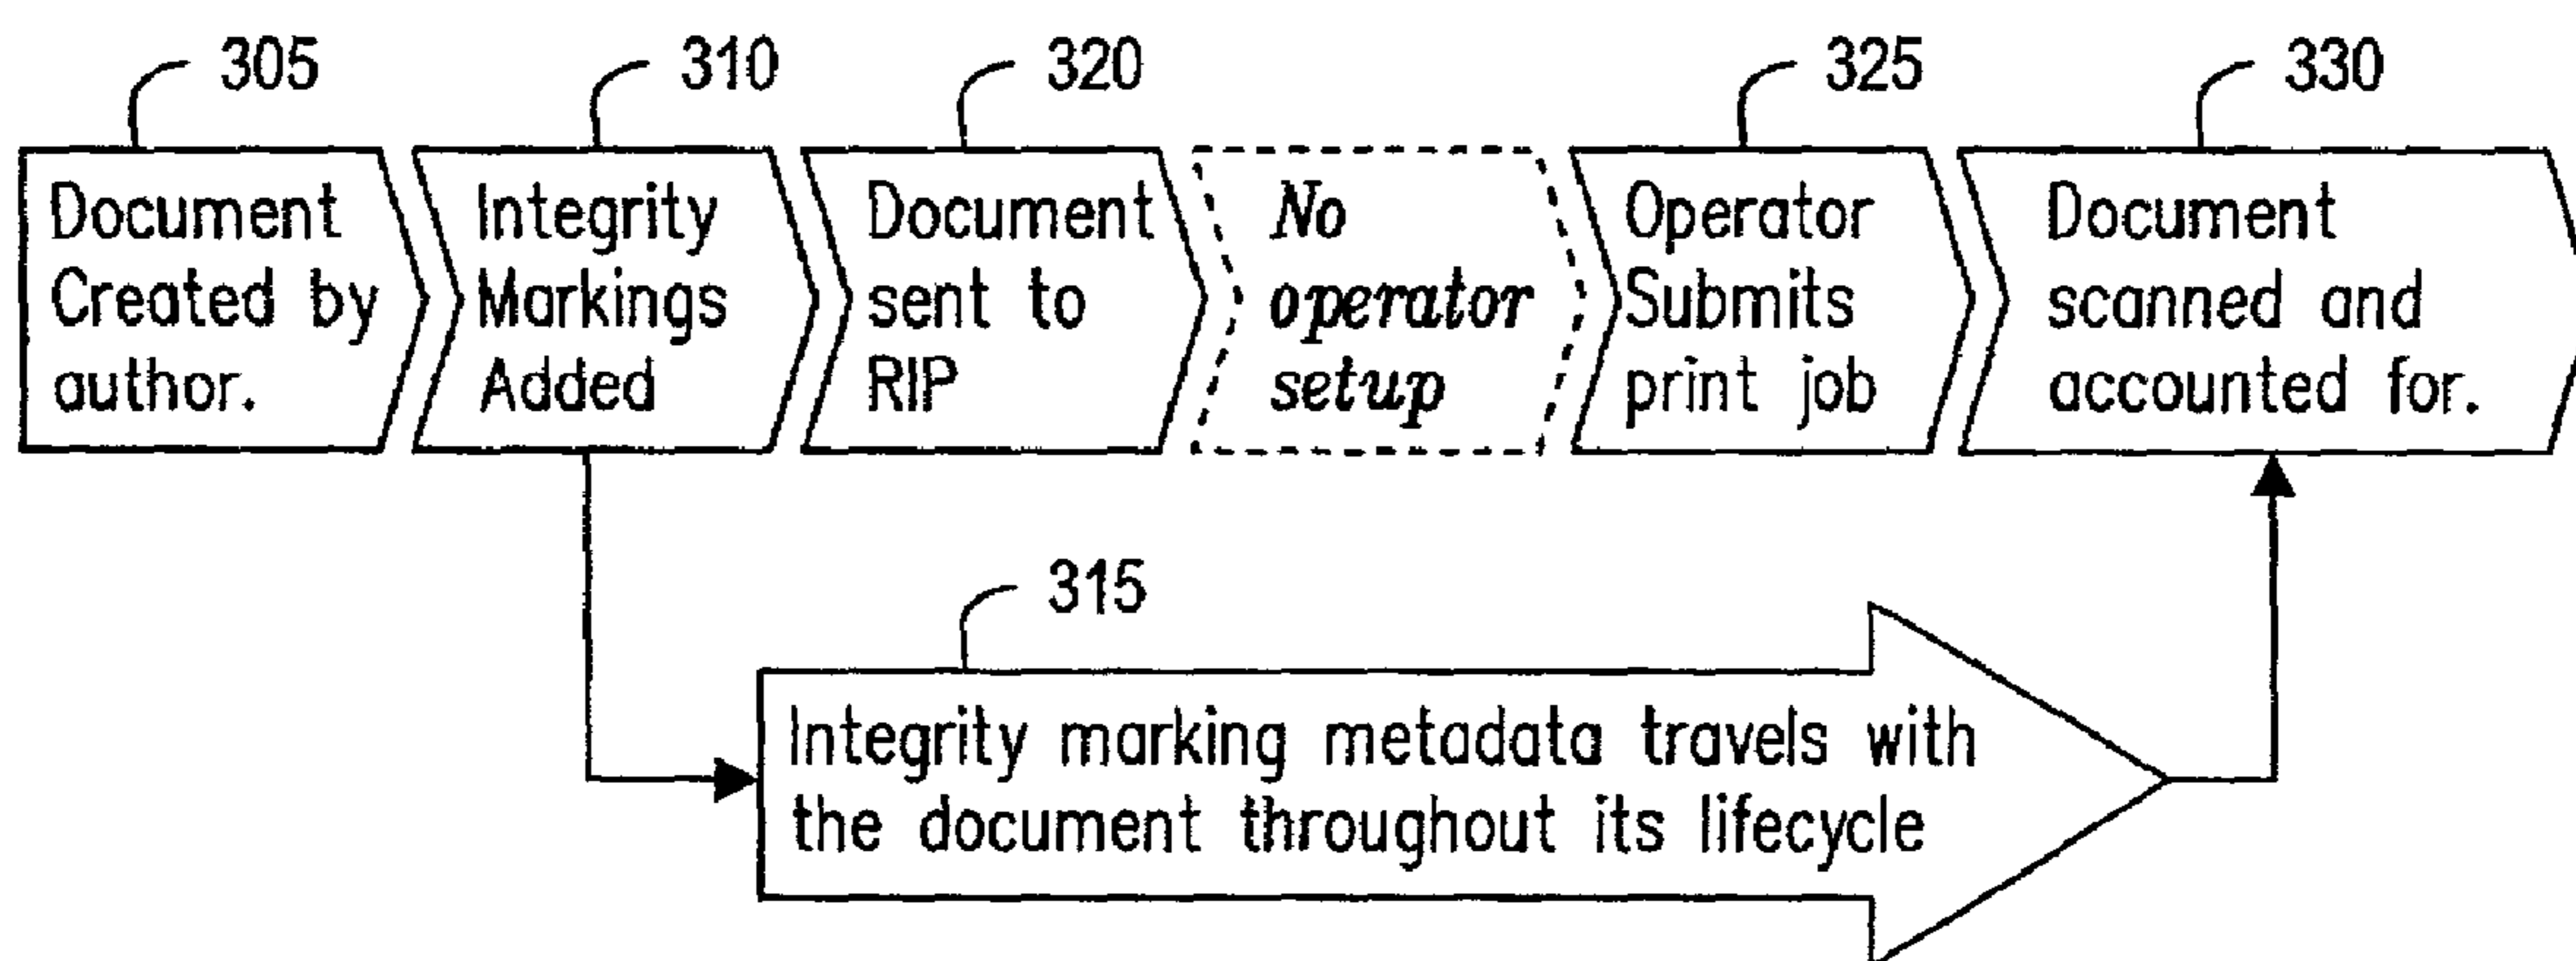 305
310
320
325
330
Document
Created by
author.
Integrity
Markings
Added
Document
sent to
RIP
No
operator
setup
Operator
Submits
print job
Document
scanned and
accounted for.
315
Integrity marking metadata travels with
the document throughout its lifecycle